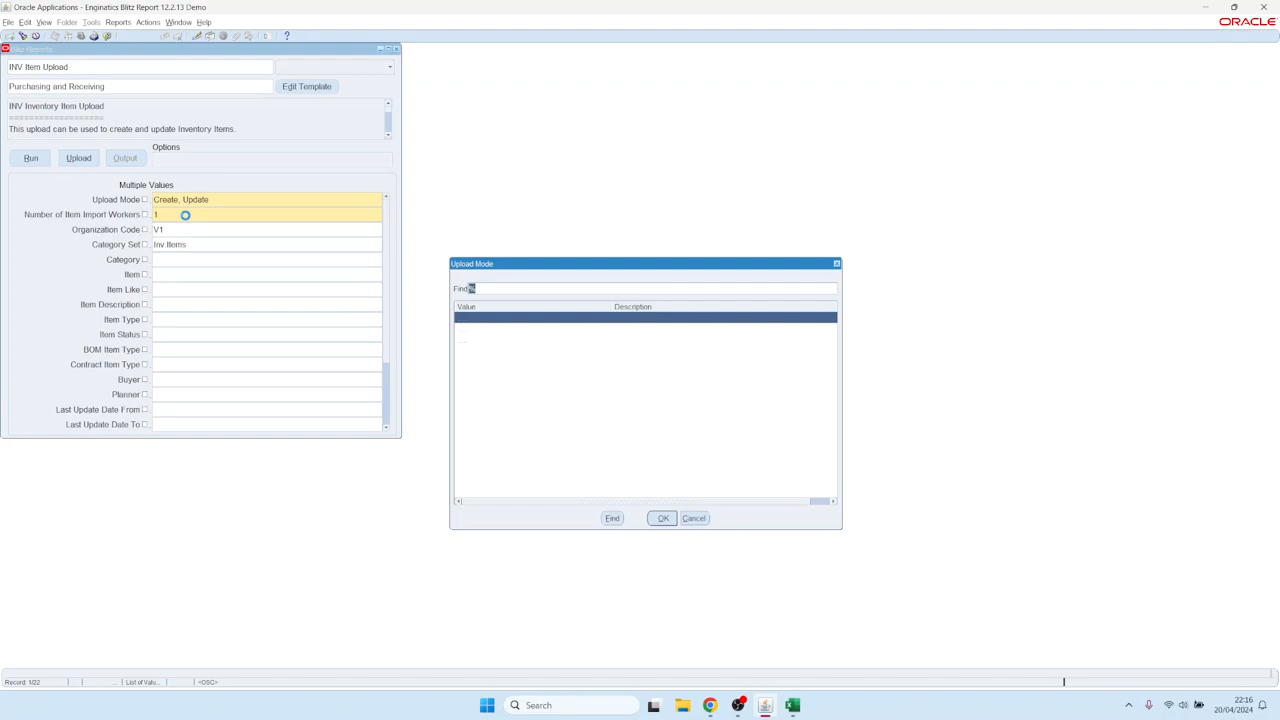 Oracle Applications - Enginatics Blitz Report 12.2.13 Demo
File Edit View Folder Tools Reports Actions Window Help
ORACLE
Blitz Reports
INV Item Upload
Purchasing and Receiving
Edit Template
INV Inventory Item Upload
====================
This upload can be used to create and update Inventory Items.
Options
Run Upload Output
Multiple Values
Upload Mode Create, Update
Number of Item Import Workers 1
Organization Code V1
Category Set Inv.Items
Category
Item
Item Like
Item Description
Item Type
Item Status
BOM Item Type
Contract Item Type
Buyer
Planner
Last Update Date From
Last Update Date To
Upload Mode
Find %
Value Description
Find OK Cancel
Record: 1/22 ... List of Valu... <OSC>
Search
22:16
20/04/2024